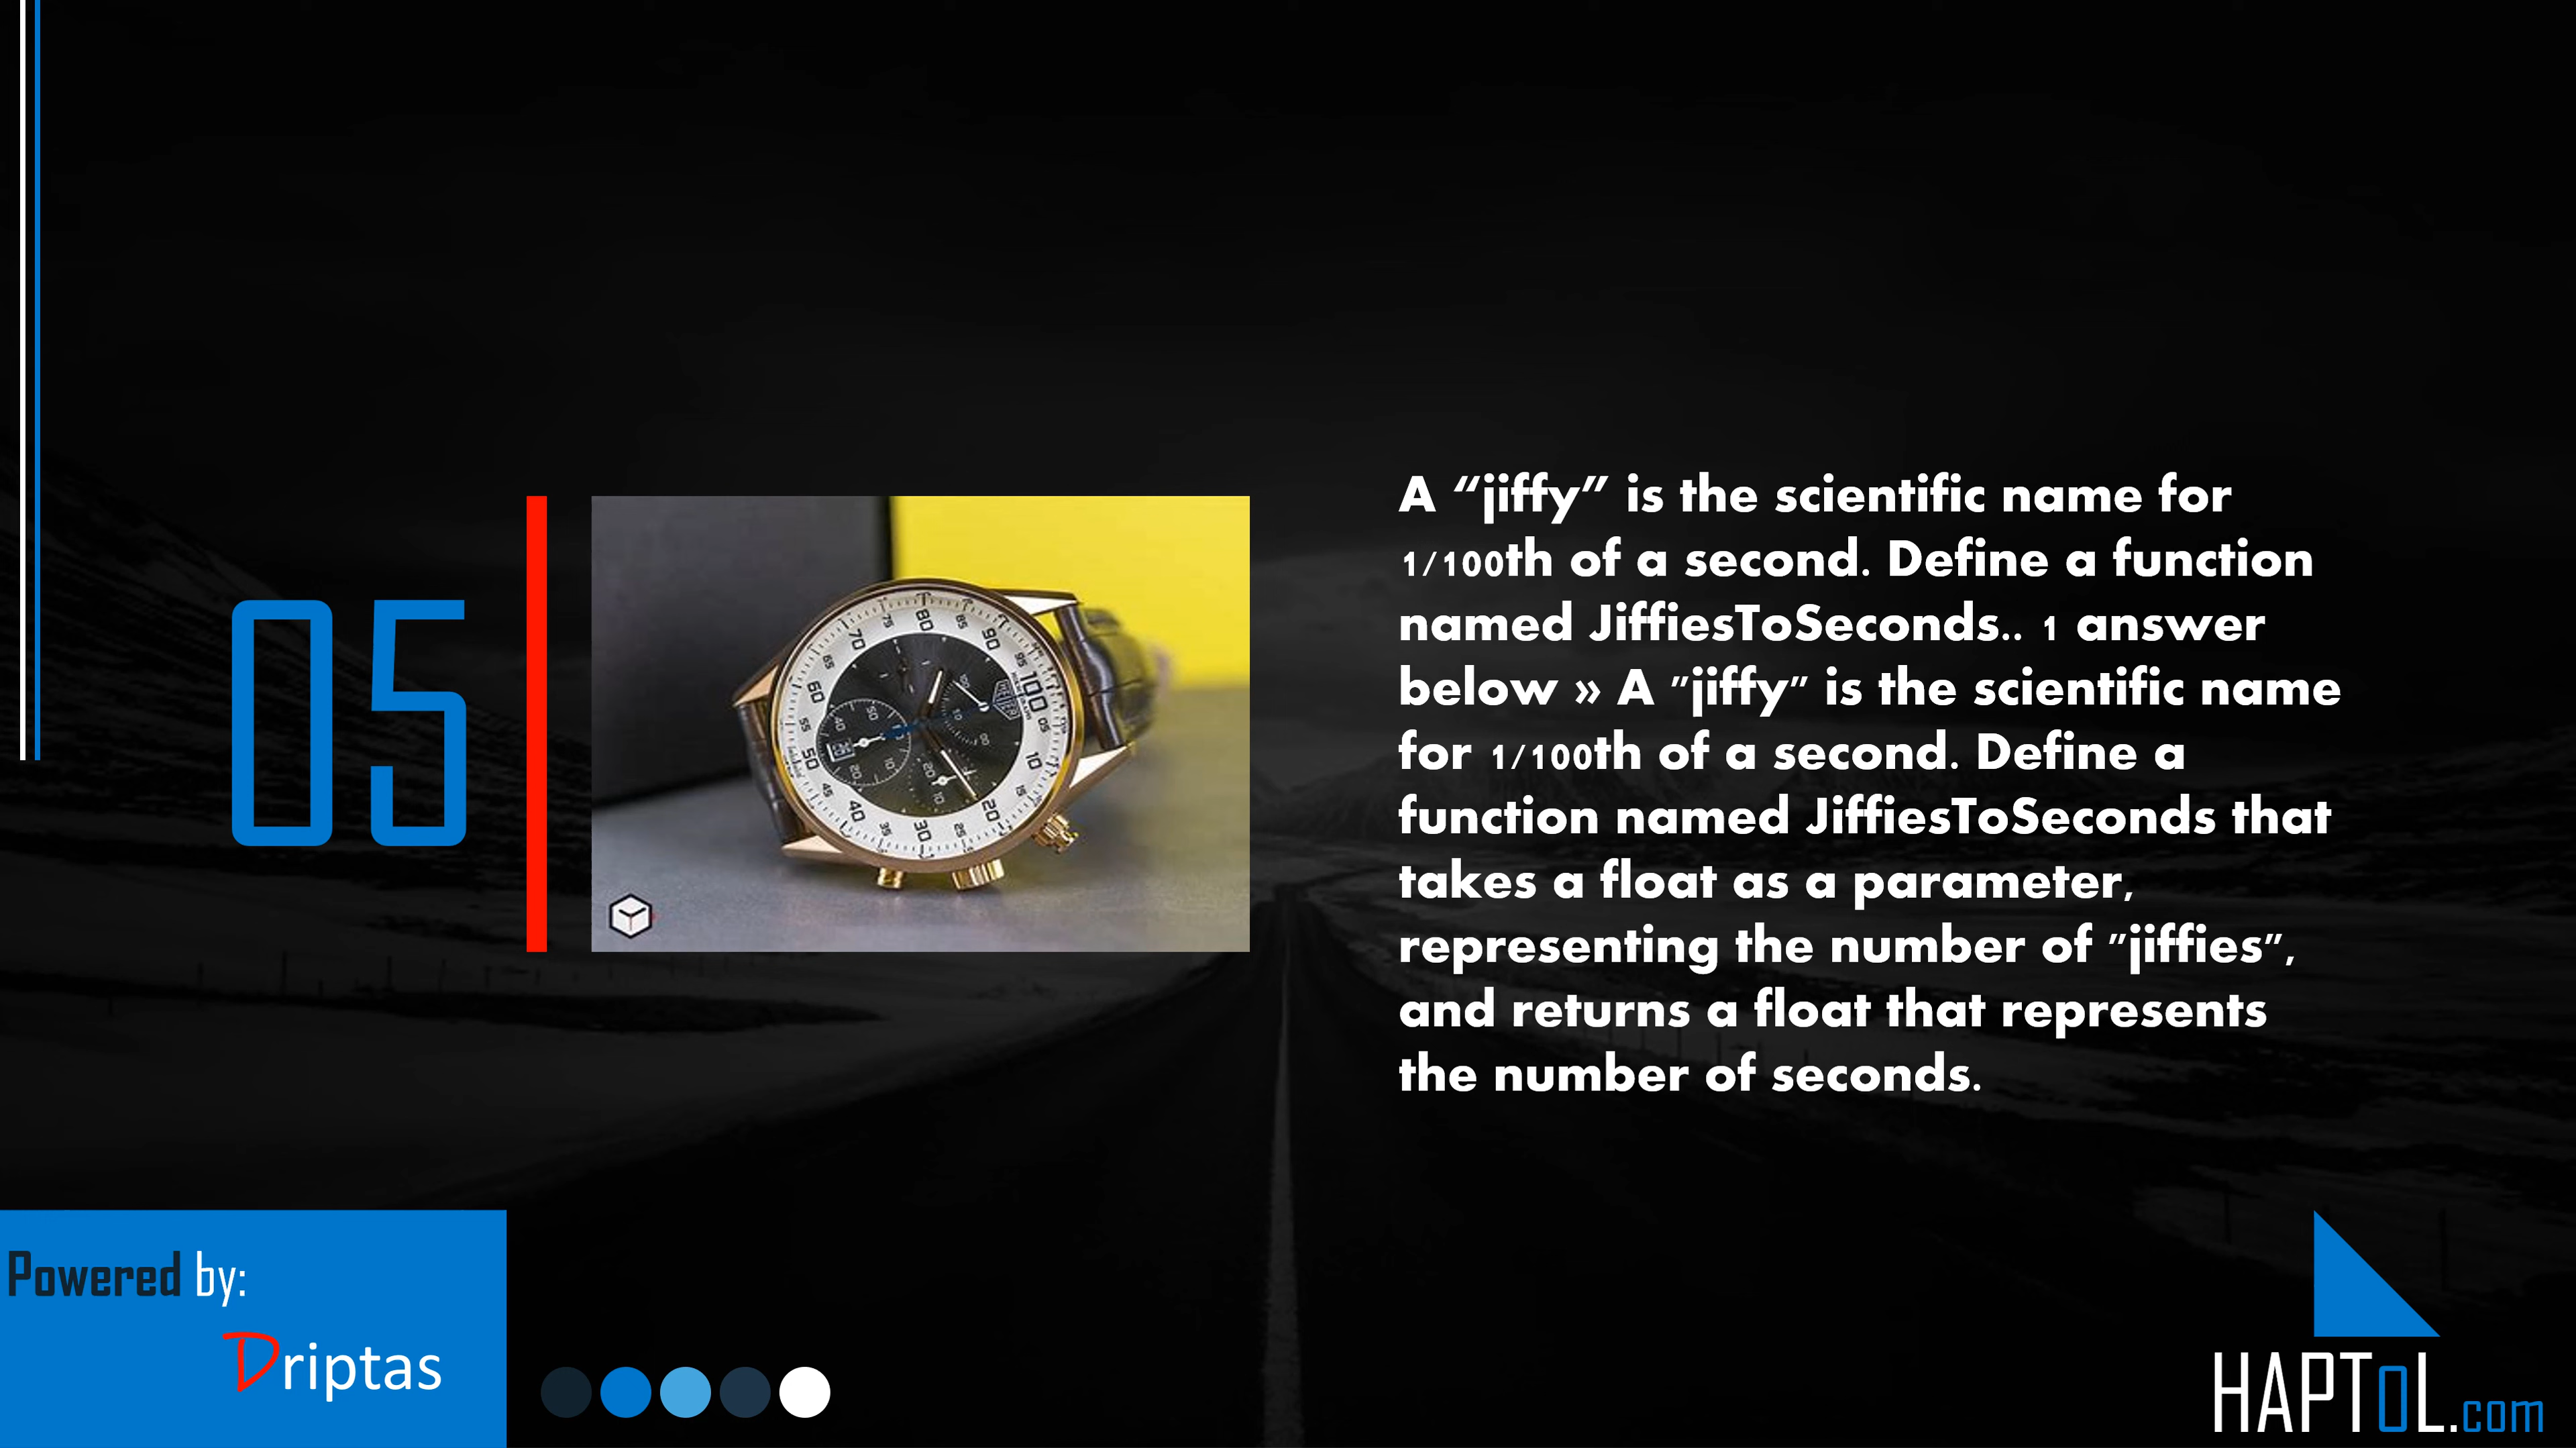 05
A “jiffy” is the scientific name for
1/100th of a second. Define a function
named JiffiesToSeconds.. 1 answer
below » A "jiffy" is the scientific name
for 1/100th of a second. Define a
function named JiffiesToSeconds that
takes a float as a parameter,
representing the number of "jiffies",
and returns a float that represents
the number of seconds.
Powered by:
Driptas
HAPToL.com